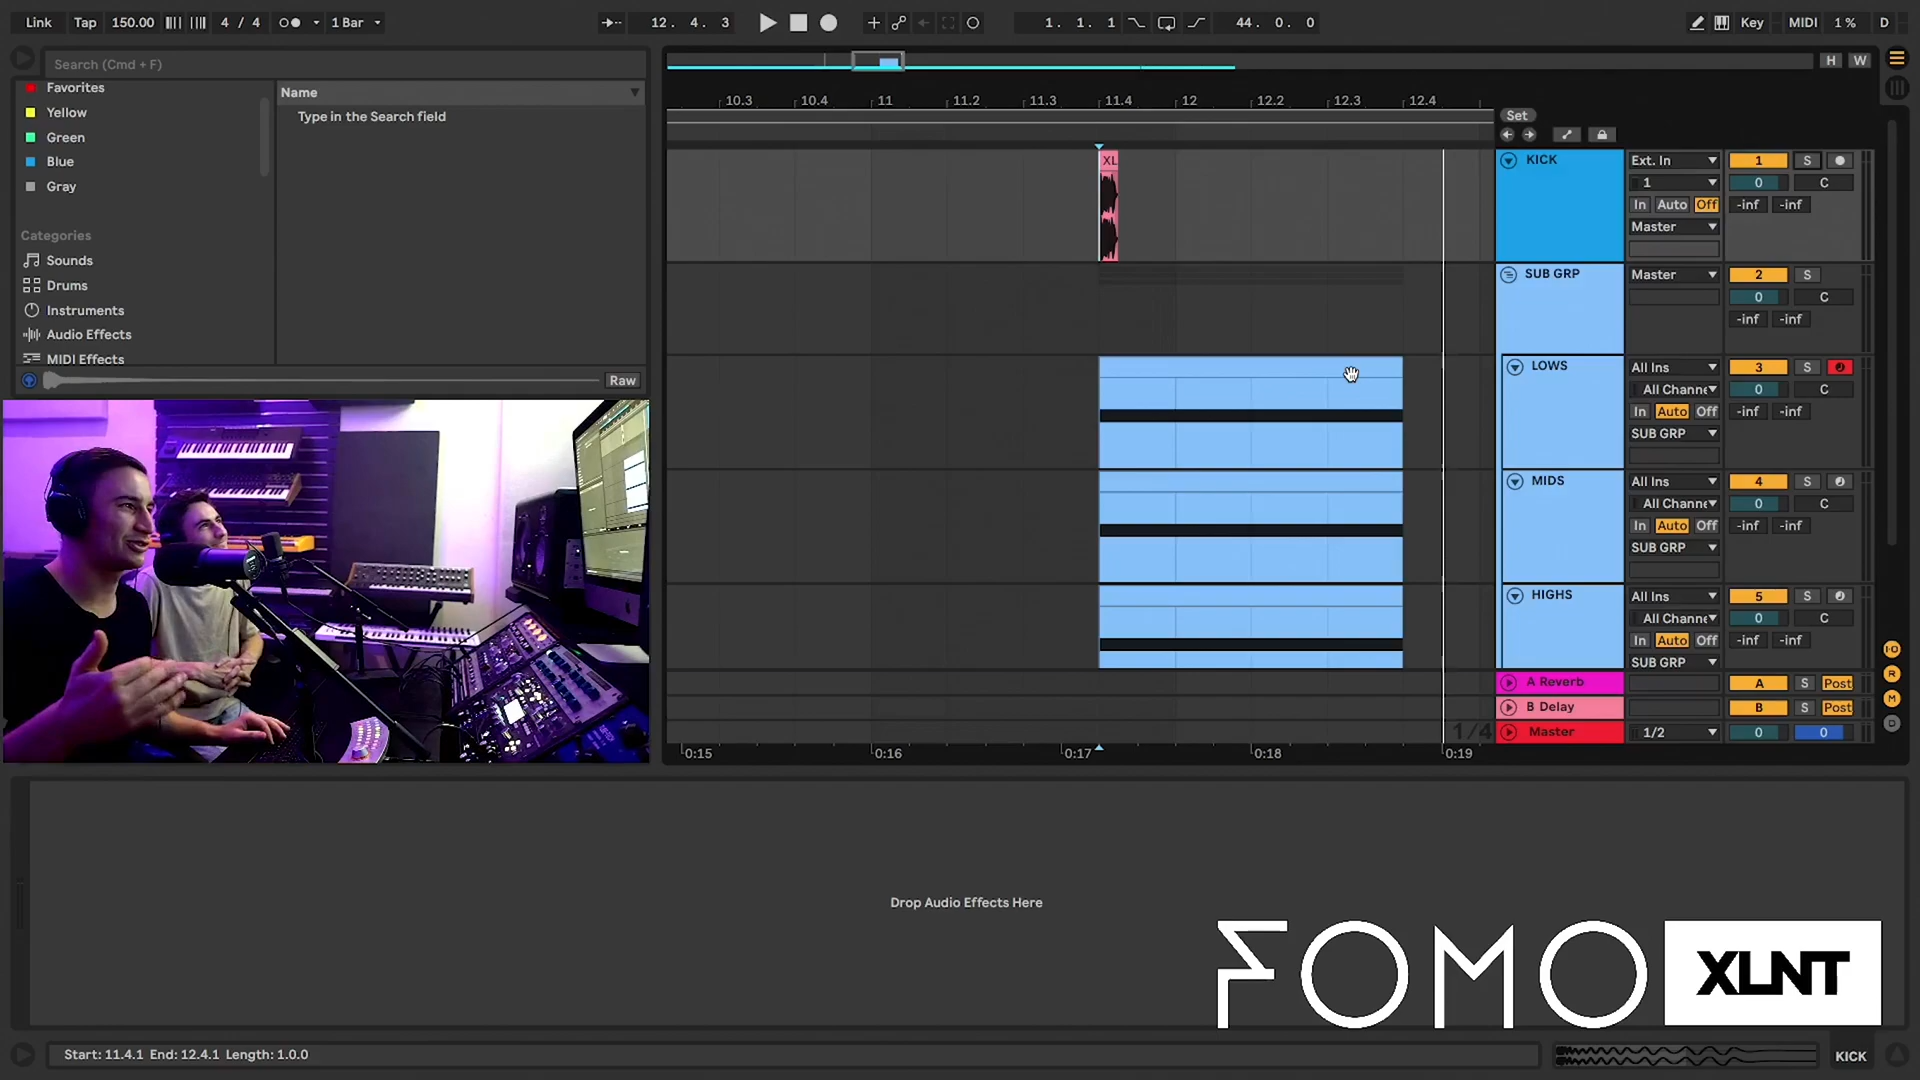 Link Tap 150.00 4 / 4 1 Bar 12. 4. 3 1. 1. 1 44. 0. 0 Key MIDI 1 % D
Search (Cmd + F)
H W
Favorites
Yellow
Green
Blue
Gray
Categories
Sounds
Drums
Instruments
Audio Effects
MIDI Effects
Name
Type in the Search field
Raw
10.3 10.4 11 11.2 11.3 11.4 12 12.2 12.3 12.4
Set
XL
KICK Ext. In 1 S
1 0 C
In Auto Off -inf -inf
Master
SUB GRP Master 2 S
0 C
-inf -inf
LOWS All Ins 3 S
All Channe 0 C
In Auto Off -inf -inf
SUB GRP
MIDS All Ins 4 S
All Channe 0 C
In Auto Off -inf -inf
SUB GRP
HIGHS All Ins 5 S
All Channe 0 C
In Auto Off -inf -inf
SUB GRP
A Reverb A S Post
B Delay B S Post
1/4 Master 1/2 0 0
I·O
R
M
D
0:15 0:16 0:17 0:18 0:19
Drop Audio Effects Here
FOMO XLNT
Start: 11.4.1 End: 12.4.1 Length: 1.0.0
KICK